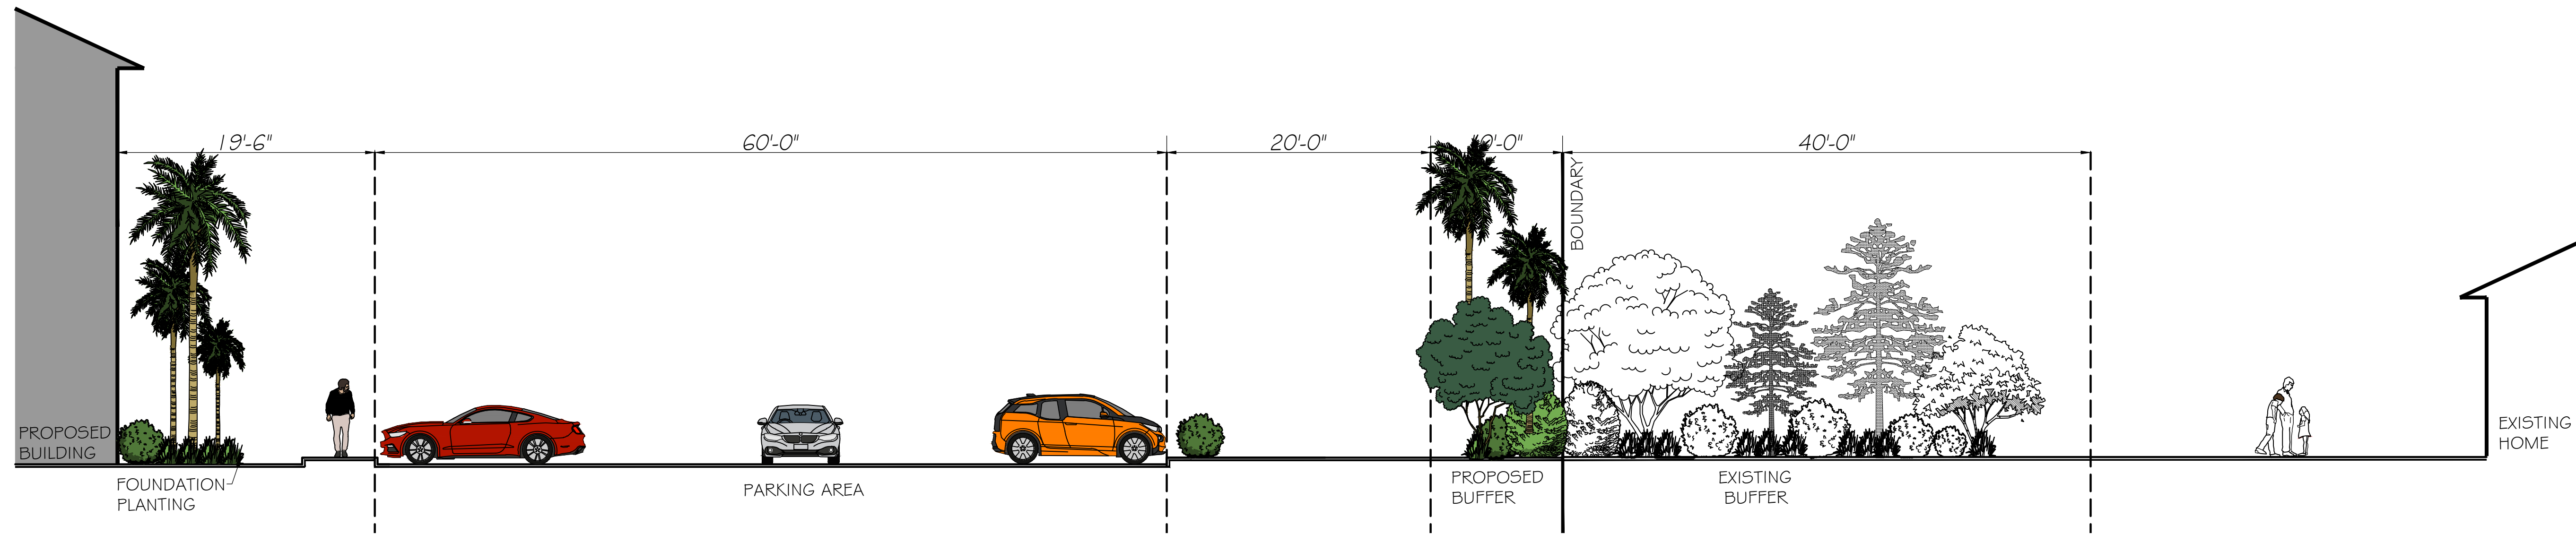 19'-6"
60'-0"
20'-0"
40'-0"
BOUNDARY
PROPOSED
BUILDING
FOUNDATION
PLANTING
PARKING AREA
PROPOSED
BUFFER
EXISTING
BUFFER
EXISTING
HOME